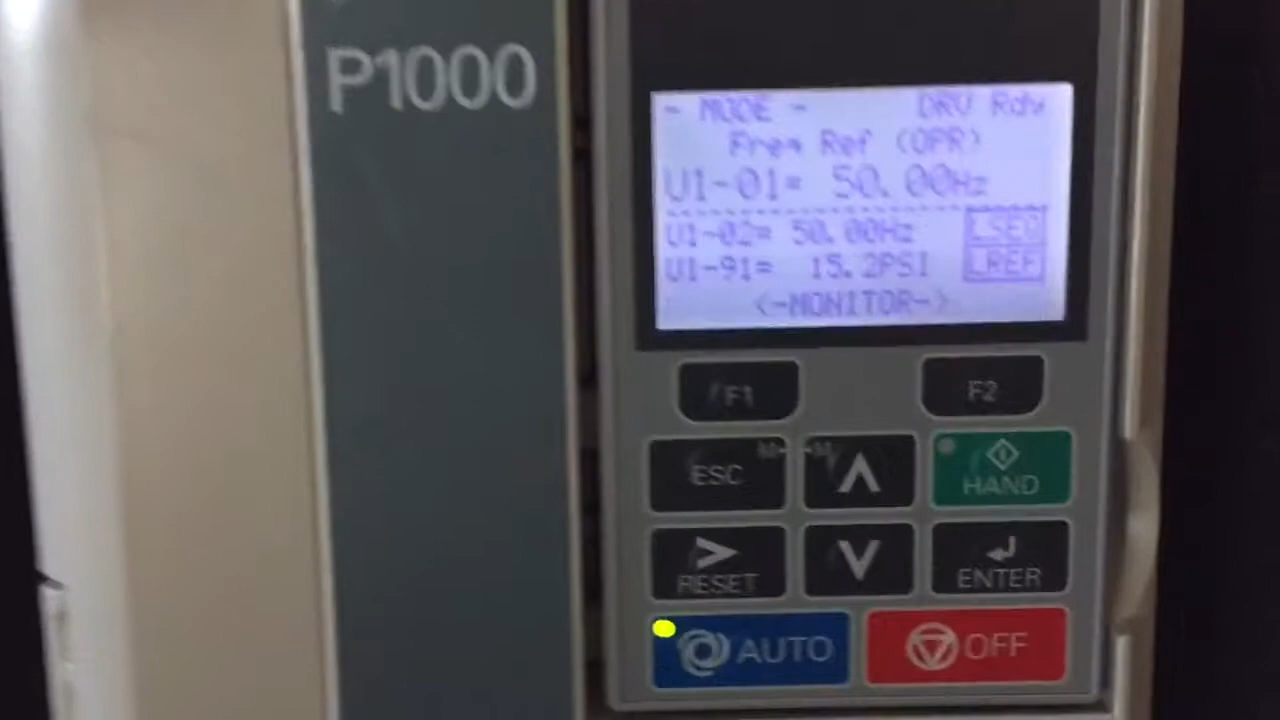 P1000
- MODE - DRV Rdy
Freq Ref (OPR)
U1-01= 50.00Hz
U1-02= 50.00Hz LSEQ
U1-91= 15.2PSI LREF
<-MONITOR->
F1 F2
ESC HAND
RESET ENTER
AUTO OFF